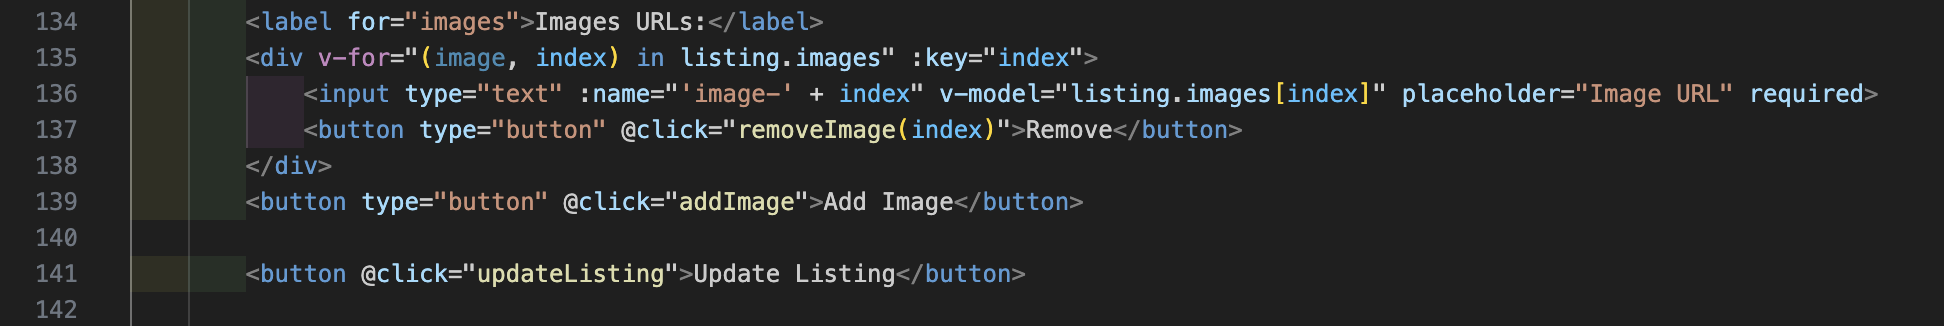 134 <label for="images">Images URLs:</label>
135 <div v-for="(image, index) in listing.images" :key="index">
136 <input type="text" :name="'image-' + index" v-model="listing.images[index]" placeholder="Image URL" required>
137 <button type="button" @click="removeImage(index)">Remove</button>
138 </div>
139 <button type="button" @click="addImage">Add Image</button>
140
141 <button @click="updateListing">Update Listing</button>
142